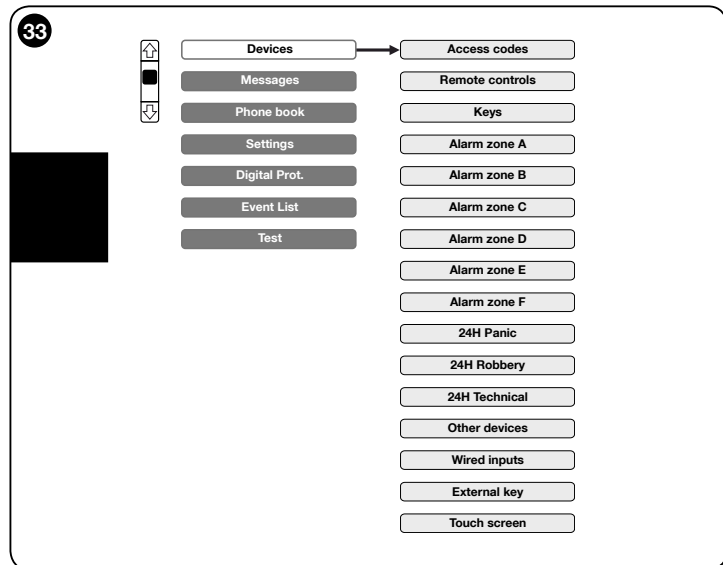 33
Devices
Messages
Phone book
Settings
Digital Prot.
Event List
Test
Access codes
Remote controls
Keys
Alarm zone A
Alarm zone B
Alarm zone C
Alarm zone D
Alarm zone E
Alarm zone F
24H Panic
24H Robbery
24H Technical
Other devices
Wired inputs
External key
Touch screen